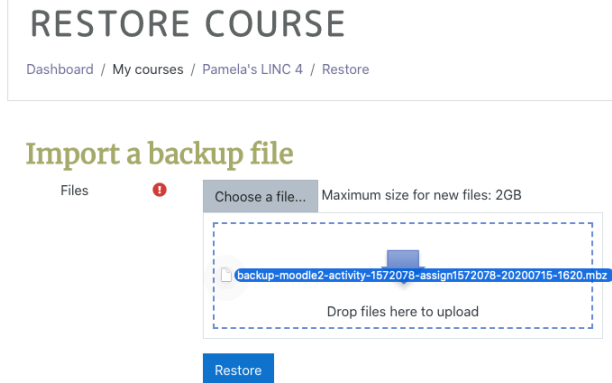 RESTORE COURSE
Dashboard / My courses / Pamela's LINC 4 / Restore
Import a backup file
Files
Choose a file... Maximum size for new files: 2GB
backup-moodle2-activity-1572078-assign1572078-20200715-1620.mbz
Drop files here to upload
Restore